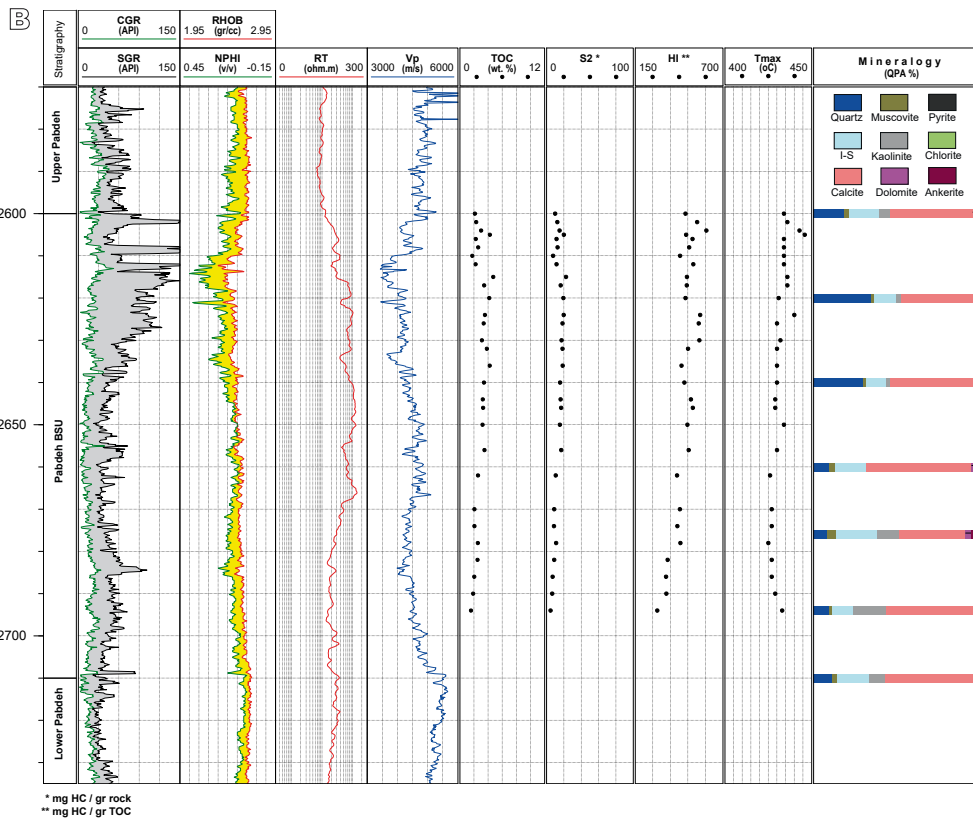 B
CGR
0 (API) 150
RHOB
1.95 (gr/cc) 2.95
Stratigraphy
SGR
0 (API) 150
NPHI
0.45 (v/v) -0.15
RT
0 (ohm.m) 300
Vp
3000 (m/s) 6000
TOC
(wt. %)
0 12
S2 *
0 100
HI **
150 700
Tmax
(oC)
400 450
Mineralogy
(QPA %)
Quartz Muscovite Pyrite
I-S Kaolinite Chlorite
Calcite Dolomite Ankerite
Upper Pabdeh
2600
2650
Pabdeh BSU
2700
Lower Pabdeh
* mg HC / gr rock
** mg HC / gr TOC